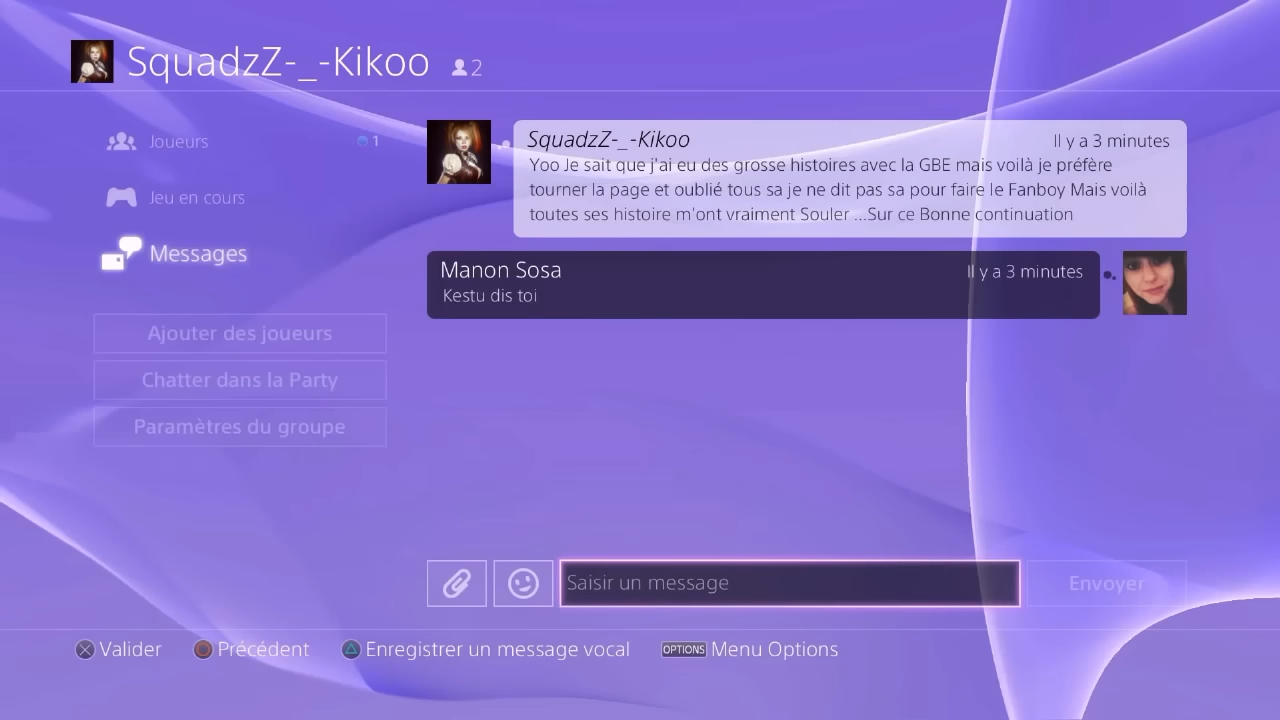 SquadzZ-_-Kikoo 2
Joueurs 1
Jeu en cours
Messages
Ajouter des joueurs
Chatter dans la Party
Paramètres du groupe
SquadzZ-_-Kikoo Il y a 3 minutes
Yoo Je sait que j'ai eu des grosse histoires avec la GBE mais voilà je préfère
tourner la page et oublié tous sa je ne dit pas sa pour faire le Fanboy Mais voilà
toutes ses histoire m'ont vraiment Souler ...Sur ce Bonne continuation
Manon Sosa Il y a 3 minutes
Kestu dis toi
Saisir un message
Envoyer
Valider Précédent Enregistrer un message vocal OPTIONS Menu Options